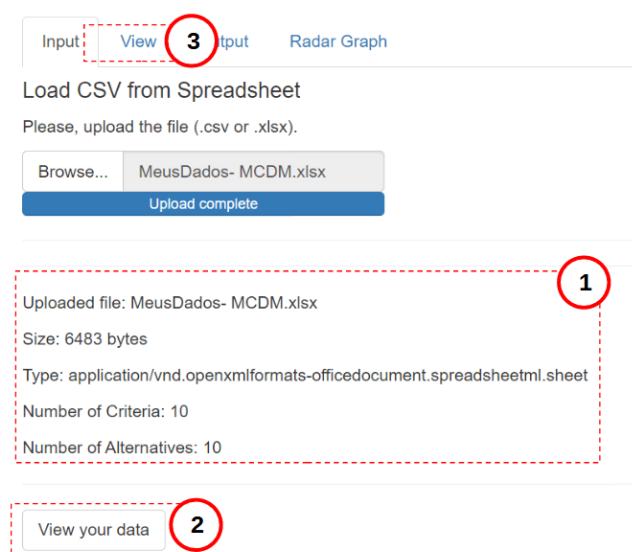 Input View 3 tput Radar Graph
Load CSV from Spreadsheet
Please, upload the file (.csv or .xlsx).
Browse... MeusDados- MCDM.xlsx
Upload complete
1
Uploaded file: MeusDados- MCDM.xlsx
Size: 6483 bytes
Type: application/vnd.openxmlformats-officedocument.spreadsheetml.sheet
Number of Criteria: 10
Number of Alternatives: 10
View your data 2